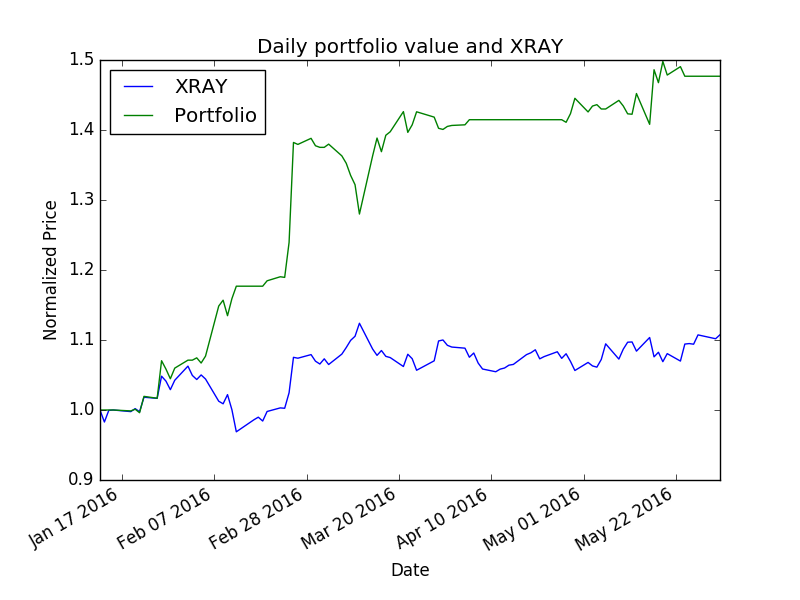 Daily portfolio value and XRAY
XRAY
Portfolio
Normalized Price
1.5
1.4
1.3
1.2
1.1
1.0
0.9
Jan 17 2016
Feb 07 2016
Feb 28 2016
Mar 20 2016
Apr 10 2016
May 01 2016
May 22 2016
Date